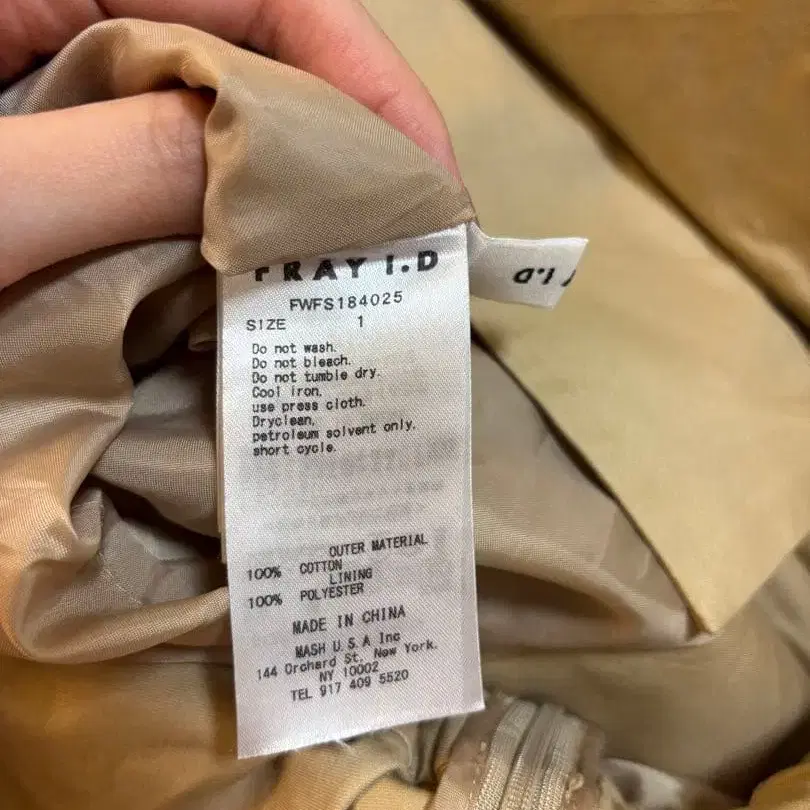 FRAY I.D
FWFS184025
SIZE 1
Do not wash.
Do not bleach.
Do not tumble dry.
Cool iron.
use press cloth.
Dryclean.
petroleum solvent only.
short cycle.
OUTER MATERIAL
100% COTTON
LINING
100% POLYESTER
MADE IN CHINA
MASH U.S.A Inc
144 Orchard St. New York.
NY 10002
TEL 917 409 5520
I.D